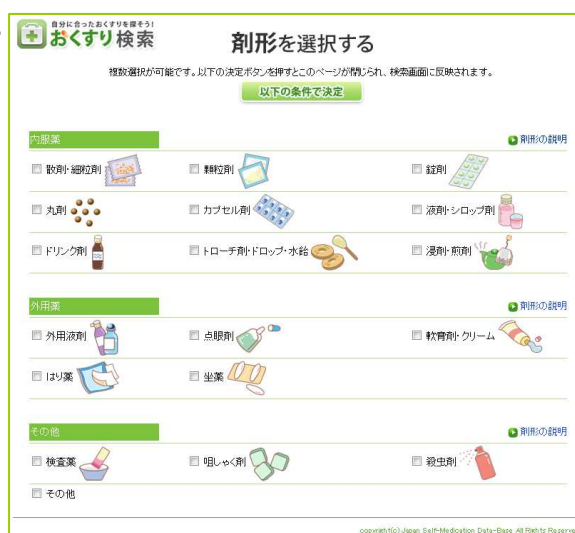 自分に合ったおくすりを探そう!
おくすり検索
剤形を選択する
複数選択が可能です。以下の決定ボタンを押すとこのページが閉じられ、検索画面に反映されます。
以下の条件で決定
内服薬 剤形の説明
散剤・細粒剤 顆粒剤 錠剤
丸剤 カプセル剤 液剤・シロップ剤
ドリンク剤 トローチ剤・ドロップ・水飴 浸剤・煎剤
外用薬 剤形の説明
外用液剤 点眼剤 軟膏剤・クリーム
はり薬 坐薬
その他 剤形の説明
検査薬 咀しゃく剤 殺虫剤
その他
copyright(c) Japan Self-Medication Data-Base All Rights Reserve